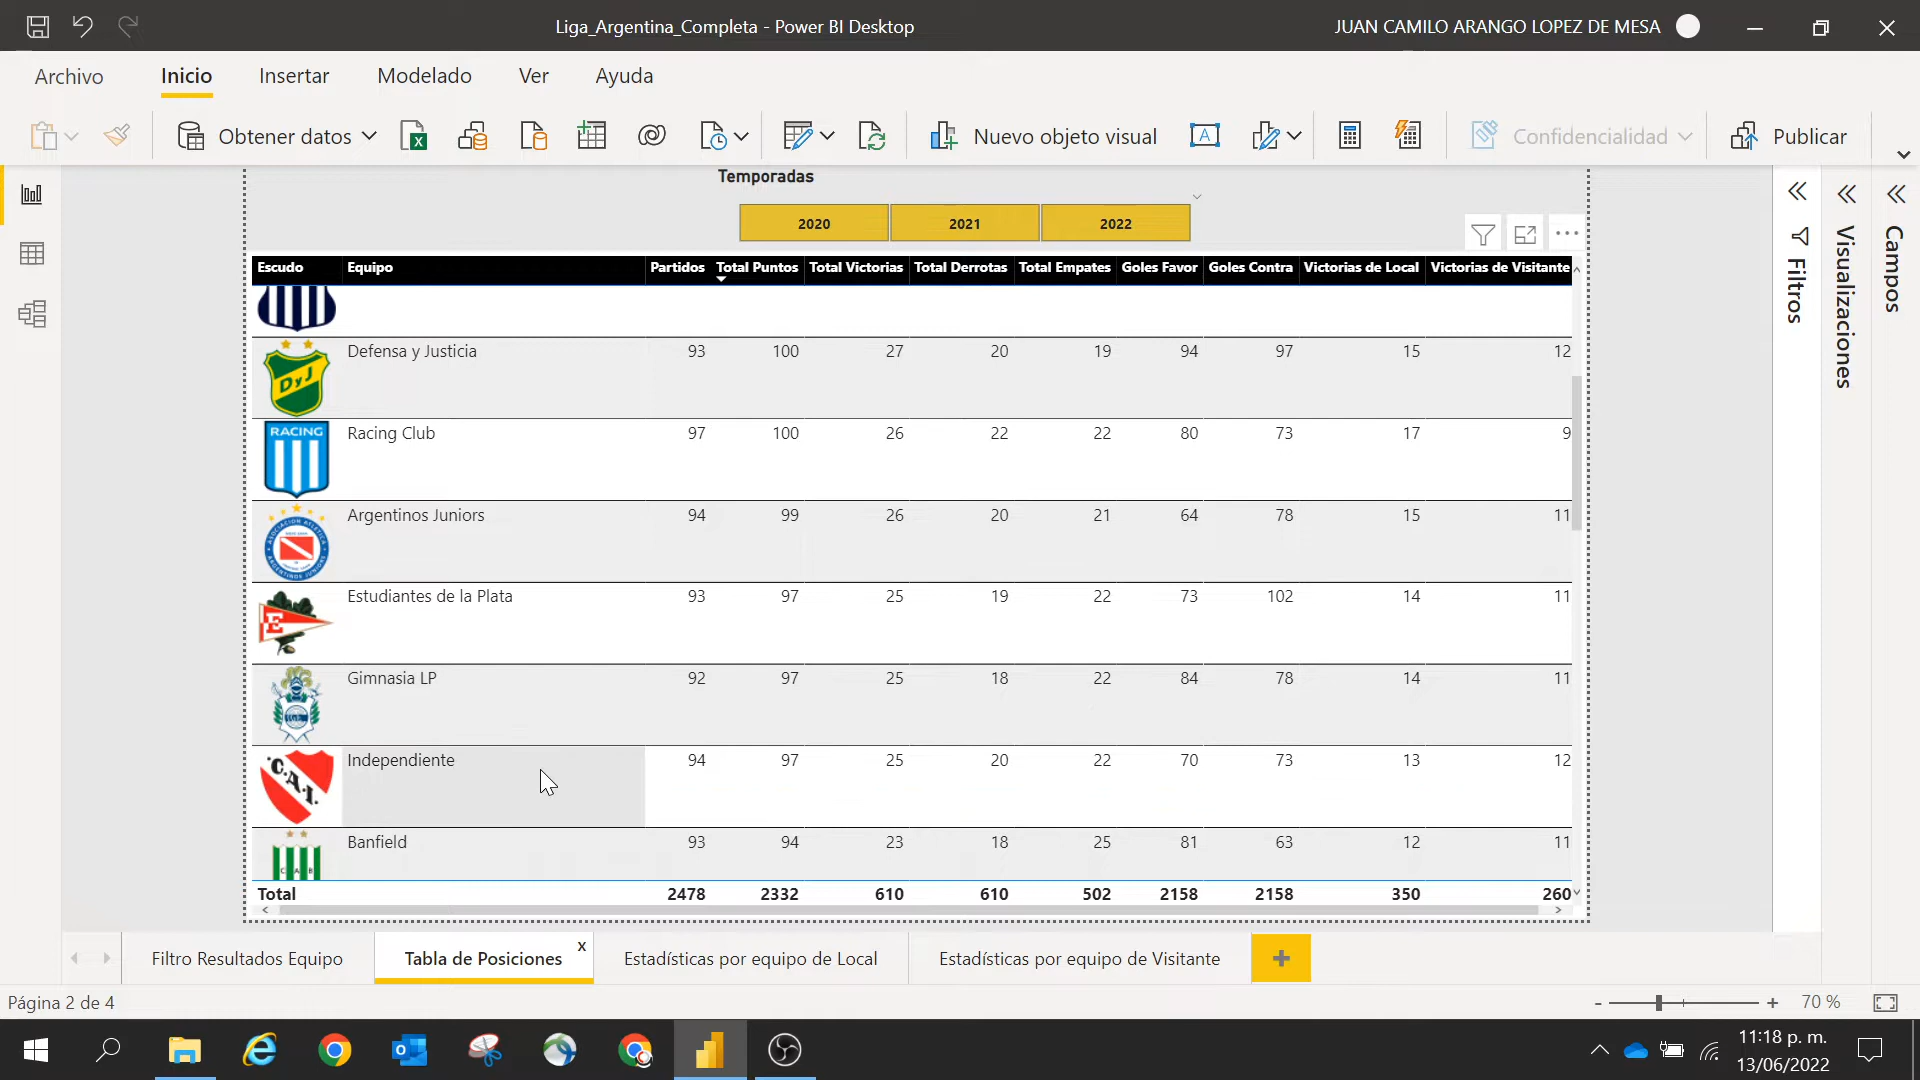 Liga_Argentina_Completa - Power BI Desktop
JUAN CAMILO ARANGO LOPEZ DE MESA
Archivo Inicio Insertar Modelado Ver Ayuda
Obtener datos Nuevo objeto visual Confidencialidad Publicar
Temporadas
2020 2021 2022
Escudo Equipo Partidos Total Puntos Total Victorias Total Derrotas Total Empates Goles Favor Goles Contra Victorias de Local Victorias de Visitante
Defensa y Justicia 93 100 27 20 19 94 97 15 12
DyJ
Racing Club 97 100 26 22 22 80 73 17 9
RACING
Argentinos Juniors 94 99 26 20 21 64 78 15 11
Estudiantes de la Plata 93 97 25 19 22 73 102 14 11
E
Gimnasia LP 92 97 25 18 22 84 78 14 11
Independiente 94 97 25 20 22 70 73 13 12
C.A.I.
Banfield 93 94 23 18 25 81 63 12 11
C A B
Total 2478 2332 610 610 502 2158 2158 350 260
Filtros
Visualizaciones
Campos
Filtro Resultados Equipo Tabla de Posiciones x Estadísticas por equipo de Local Estadísticas por equipo de Visitante +
Página 2 de 4
- + 70 %
11:18 p. m.
13/06/2022